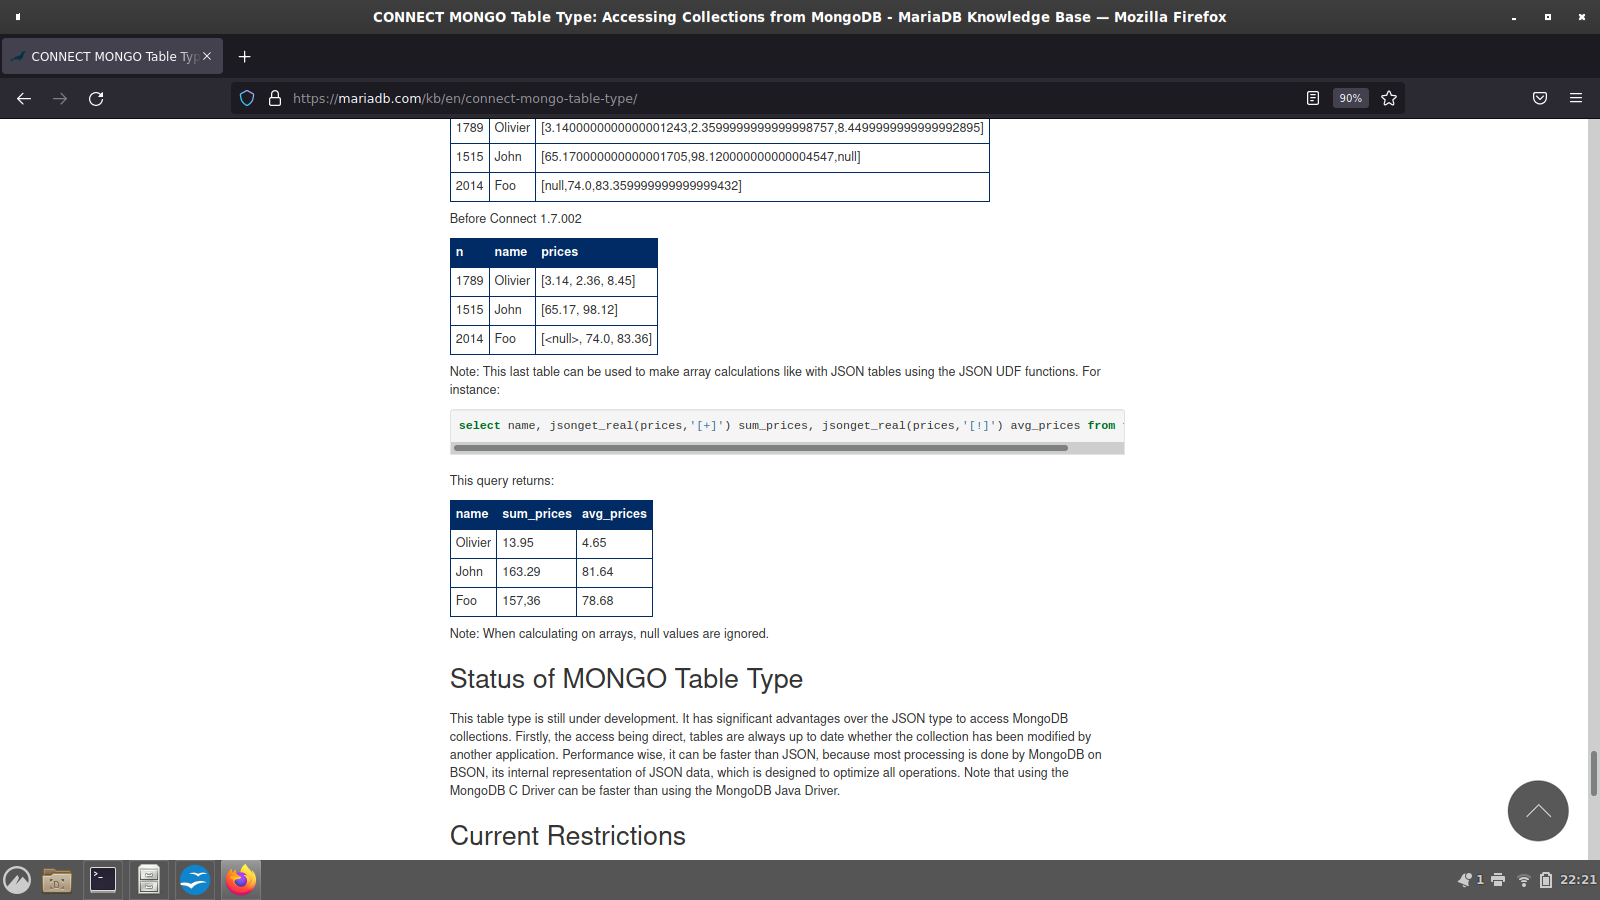 CONNECT MONGO Table Type: Accessing Collections from MongoDB - MariaDB Knowledge Base — Mozilla Firefox
CONNECT MONGO Table Typ
https://mariadb.com/kb/en/connect-mongo-table-type/
90%
1789 Olivier [3.1400000000000001243,2.3599999999999998757,8.4499999999999992895]
1515 John [65.170000000000001705,98.120000000000004547,null]
2014 Foo [null,74.0,83.359999999999999432]
Before Connect 1.7.002
n name prices
1789 Olivier [3.14, 2.36, 8.45]
1515 John [65.17, 98.12]
2014 Foo [<null>, 74.0, 83.36]
Note: This last table can be used to make array calculations like with JSON tables using the JSON UDF functions. For
instance:
select name, jsonget_real(prices,'[+]') sum_prices, jsonget_real(prices,'[!]') avg_prices from
This query returns:
name sum_prices avg_prices
Olivier 13.95 4.65
John 163.29 81.64
Foo 157,36 78.68
Note: When calculating on arrays, null values are ignored.
Status of MONGO Table Type
This table type is still under development. It has significant advantages over the JSON type to access MongoDB
collections. Firstly, the access being direct, tables are always up to date whether the collection has been modified by
another application. Performance wise, it can be faster than JSON, because most processing is done by MongoDB on
BSON, its internal representation of JSON data, which is designed to optimize all operations. Note that using the
MongoDB C Driver can be faster than using the MongoDB Java Driver.
Current Restrictions
1 22:21